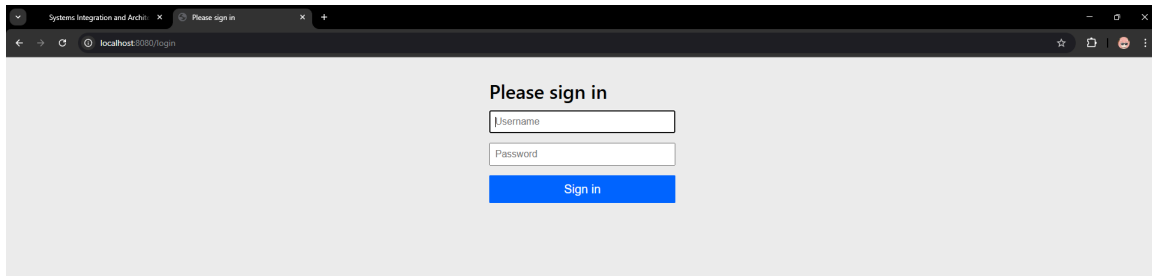 Systems Integration and Archit
Please sign in
localhost:8080/login
Please sign in
Username
Password
Sign in